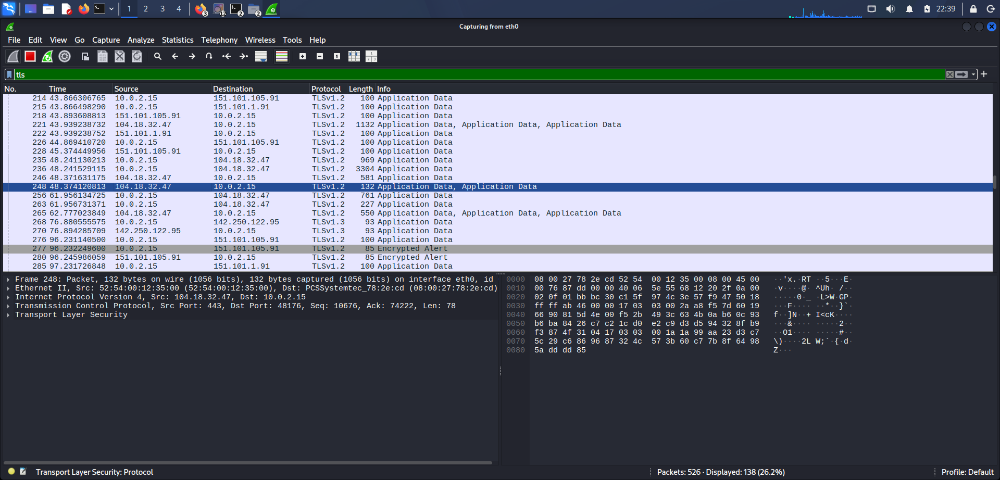 1 2 3 4 3 12 2 2 22:39
Capturing from eth0
File Edit View Go Capture Analyze Statistics Telephony Wireless Tools Help
tls
No. Time Source Destination Protocol Length Info
214 43.866306765 10.0.2.15 151.101.105.91 TLSv1.2 100 Application Data
215 43.866498290 10.0.2.15 151.101.1.91 TLSv1.2 100 Application Data
218 43.893608813 151.101.105.91 10.0.2.15 TLSv1.2 100 Application Data
221 43.939238732 104.18.32.47 10.0.2.15 TLSv1.2 1132 Application Data, Application Data, Application Data
222 43.939238752 151.101.1.91 10.0.2.15 TLSv1.2 100 Application Data
226 44.869410720 10.0.2.15 151.101.105.91 TLSv1.2 100 Application Data
228 45.374449956 151.101.105.91 10.0.2.15 TLSv1.2 100 Application Data
235 48.241130213 10.0.2.15 104.18.32.47 TLSv1.2 969 Application Data
236 48.241529115 10.0.2.15 104.18.32.47 TLSv1.2 3304 Application Data
246 48.371631175 104.18.32.47 10.0.2.15 TLSv1.2 581 Application Data
248 48.374120813 104.18.32.47 10.0.2.15 TLSv1.2 132 Application Data, Application Data
256 61.956134725 10.0.2.15 104.18.32.47 TLSv1.2 761 Application Data
263 61.956731371 10.0.2.15 104.18.32.47 TLSv1.2 227 Application Data
265 62.777023849 104.18.32.47 10.0.2.15 TLSv1.2 550 Application Data, Application Data, Application Data
268 76.880555575 10.0.2.15 142.250.122.95 TLSv1.3 93 Application Data
270 76.894285709 142.250.122.95 10.0.2.15 TLSv1.3 93 Application Data
276 96.231140500 10.0.2.15 151.101.105.91 TLSv1.2 100 Application Data
277 96.232249600 10.0.2.15 151.101.105.91 TLSv1.2 85 Encrypted Alert
280 96.245986059 151.101.105.91 10.0.2.15 TLSv1.2 85 Encrypted Alert
285 97.231726848 10.0.2.15 151.101.1.91 TLSv1.2 100 Application Data
Frame 248: Packet, 132 bytes on wire (1056 bits), 132 bytes captured (1056 bits) on interface eth0, id
Ethernet II, Src: 52:54:00:12:35:00 (52:54:00:12:35:00), Dst: PCSSystemtec_78:2e:cd (08:00:27:78:2e:cd)
Internet Protocol Version 4, Src: 104.18.32.47, Dst: 10.0.2.15
Transmission Control Protocol, Src Port: 443, Dst Port: 48176, Seq: 10676, Ack: 74222, Len: 78
Transport Layer Security
0000 08 00 27 78 2e cd 52 54 00 12 35 00 08 00 45 00 ··'x.·RT ··5···E·
0010 00 76 87 dd 00 00 40 06 5e 55 68 12 20 2f 0a 00 ·v····@· ^Uh· /··
0020 02 0f 01 bb bc 30 c1 5f 97 4c 3e 57 f9 47 50 18 ·····0·_ ·L>W·GP·
0030 ff ff ab 46 00 00 17 03 03 00 2a a8 f5 7d 60 19 ···F···· ··*··}`·
0040 66 90 81 5d 4e 00 f5 2b 49 3c 63 4b 0a b6 0c 93 f··]N··+ I<cK····
0050 b6 ba 84 26 c7 c2 1c d0 e2 c9 d3 d5 94 32 8f b9 ···&···· ·····2··
0060 f3 87 4f 31 04 17 03 03 00 1a 1a 99 aa 23 d3 c7 ··O1···· ·····#··
0070 5c 29 c6 86 96 87 32 4c 57 3b 60 c7 7b 8f 64 98 \)····2L W;`·{·d·
0080 5a dd dd 85 Z···
Transport Layer Security: Protocol Packets: 526 · Displayed: 138 (26.2%) Profile: Default